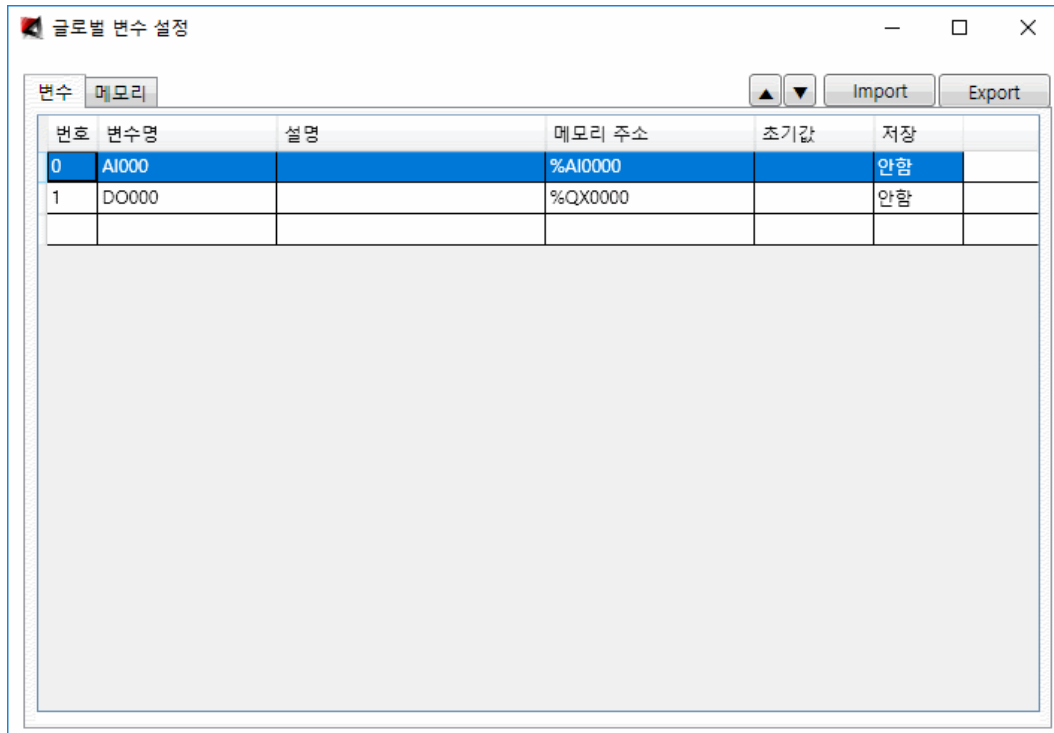 글로벌 변수 설정
변수 메모리 ▲ ▼ Import Export
번호 변수명 설명 메모리 주소 초기값 저장
0 AI000 %AI0000 안함
1 DO000 %QX0000 안함